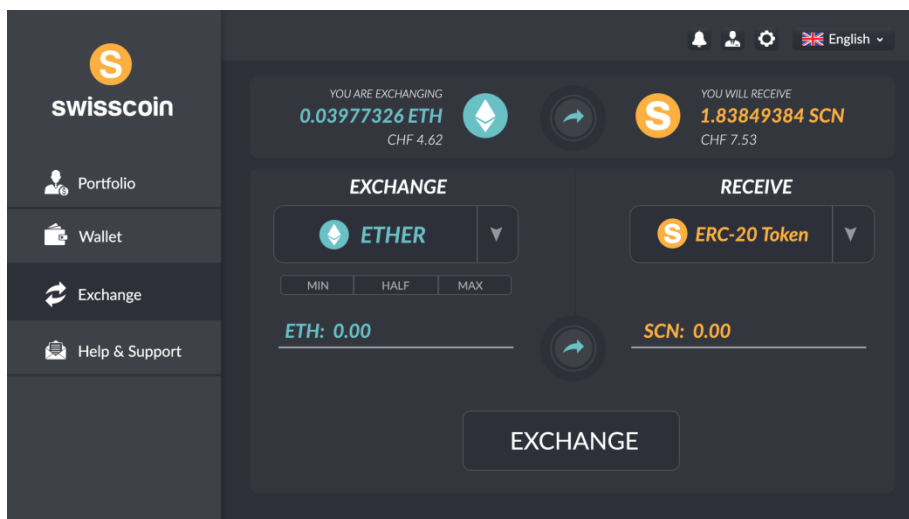 S
swisscoin
Portfolio
Wallet
Exchange
Help & Support
English
YOU ARE EXCHANGING
0.03977326 ETH
CHF 4.62
S
YOU WILL RECEIVE
1.83849384 SCN
CHF 7.53
EXCHANGE
ETHER
MIN HALF MAX
ETH: 0.00
RECEIVE
S ERC-20 Token
SCN: 0.00
EXCHANGE